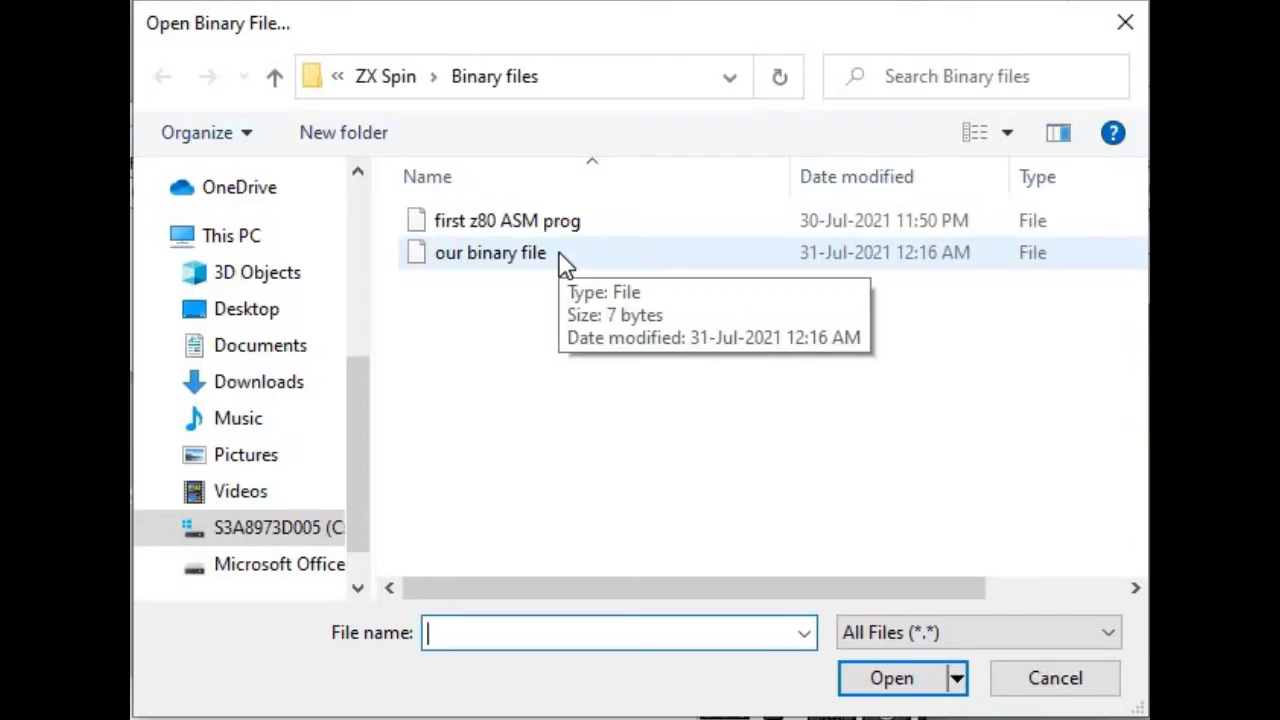 Open Binary File...
« ZX Spin › Binary files
Search Binary files
Organize
New folder
?
Name
Date modified
Type
OneDrive
This PC
3D Objects
Desktop
Documents
Downloads
Music
Pictures
Videos
S3A8973D005 (C:
Microsoft Office
first z80 ASM prog
30-Jul-2021 11:50 PM
File
our binary file
31-Jul-2021 12:16 AM
File
Type: File
Size: 7 bytes
Date modified: 31-Jul-2021 12:16 AM
File name:
All Files (*.*)
Open
Cancel